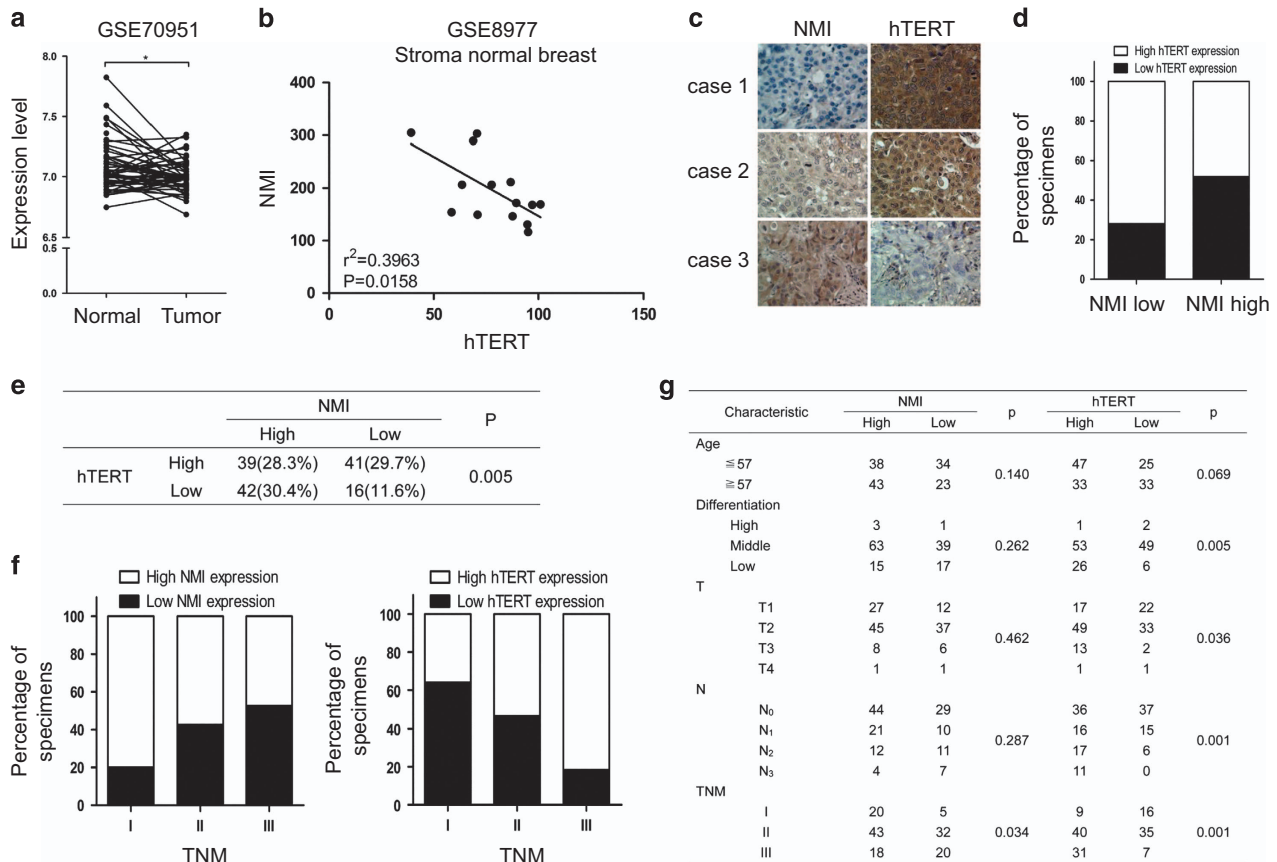 a
GSE70951
Expression level
8.0
*
7.5
7.0
6.5
0.5
0.0
Normal Tumor
b
GSE8977
Stroma normal breast
NMI
400
300
200
100
0
r²=0.3963
P=0.0158
0 50 100 150
hTERT
c
NMI hTERT
case 1
case 2
case 3
d
High hTERT expression
Low hTERT expression
Percentage of
specimens
100
80
60
40
20
0
NMI low NMI high
e
NMI P
High Low
hTERT High 39(28.3%) 41(29.7%) 0.005
Low 42(30.4%) 16(11.6%)
f
High NMI expression
Low NMI expression
Percentage of
specimens
100
80
60
40
20
0
I II III
TNM
High hTERT expression
Low hTERT expression
Percentage of
specimens
100
80
60
40
20
0
I II III
TNM
g
Characteristic NMI p hTERT p
High Low High Low
Age
≦57 38 34 0.140 47 25 0.069
≧57 43 23 33 33
Differentiation
High 3 1 1 2
Middle 63 39 0.262 53 49 0.005
Low 15 17 26 6
T
T1 27 12 17 22
T2 45 37 0.462 49 33 0.036
T3 8 6 13 2
T4 1 1 1 1
N
N₀ 44 29 36 37
N₁ 21 10 0.287 16 15 0.001
N₂ 12 11 17 6
N₃ 4 7 11 0
TNM
I 20 5 9 16
II 43 32 0.034 40 35 0.001
III 18 20 31 7